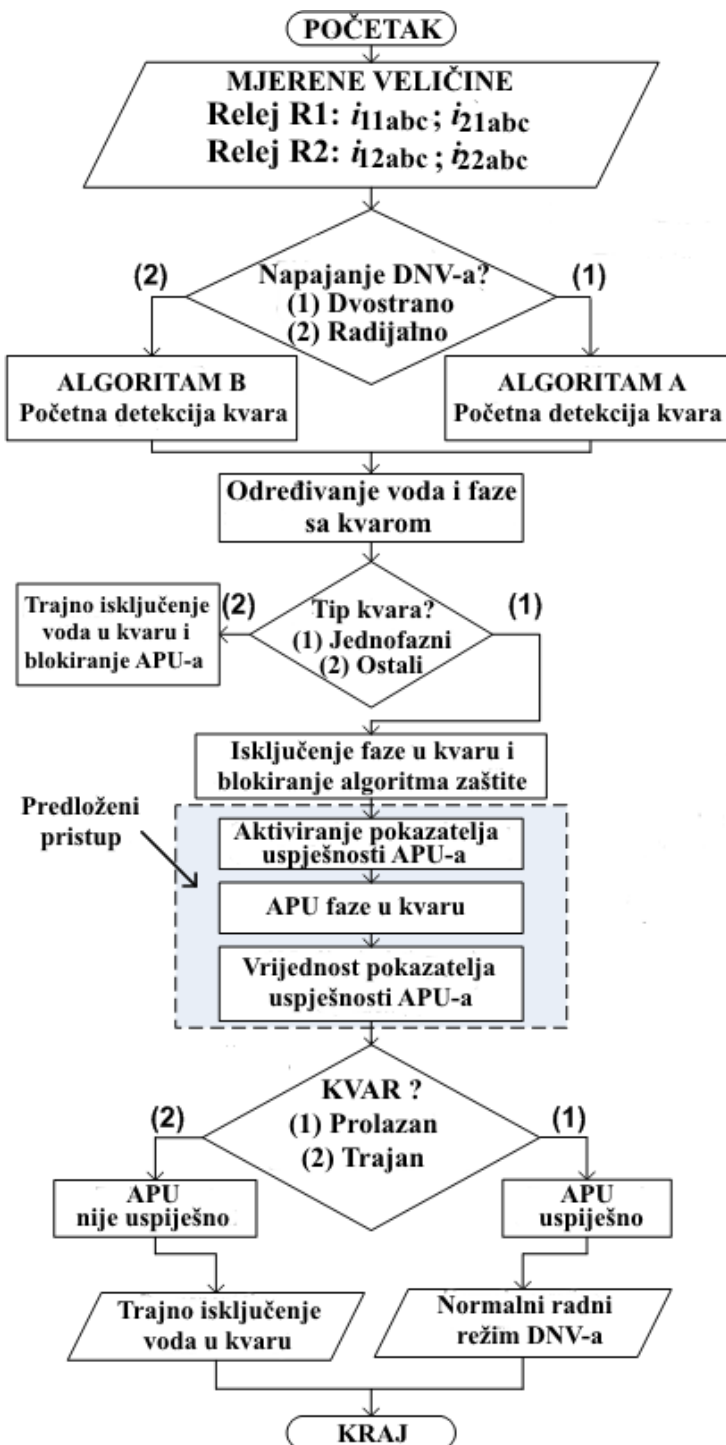 POČETAK
MJERENE VELIČINE
Relej R1: i11abc ; i21abc
Relej R2: i12abc ; i22abc
(2)
Napajanje DNV-a?
(1) Dvostrano
(2) Radijalno
(1)
ALGORITAM B
Početna detekcija kvara
ALGORITAM A
Početna detekcija kvara
Određivanje voda i faze
sa kvarom
Trajno isključenje
voda u kvaru i
blokiranje APU-a
(2)
Tip kvara?
(1) Jednofazni
(2) Ostali
(1)
Isključenje faze u kvaru i
blokiranje algoritma zaštite
Predloženi
pristup
Aktiviranje pokazatelja
uspješnosti APU-a
APU faze u kvaru
Vrijednost pokazatelja
uspješnosti APU-a
(2)
KVAR ?
(1) Prolazan
(2) Trajan
(1)
APU
nije uspiješno
APU
uspiješno
Trajno isključenje
voda u kvaru
Normalni radni
režim DNV-a
KRAJ